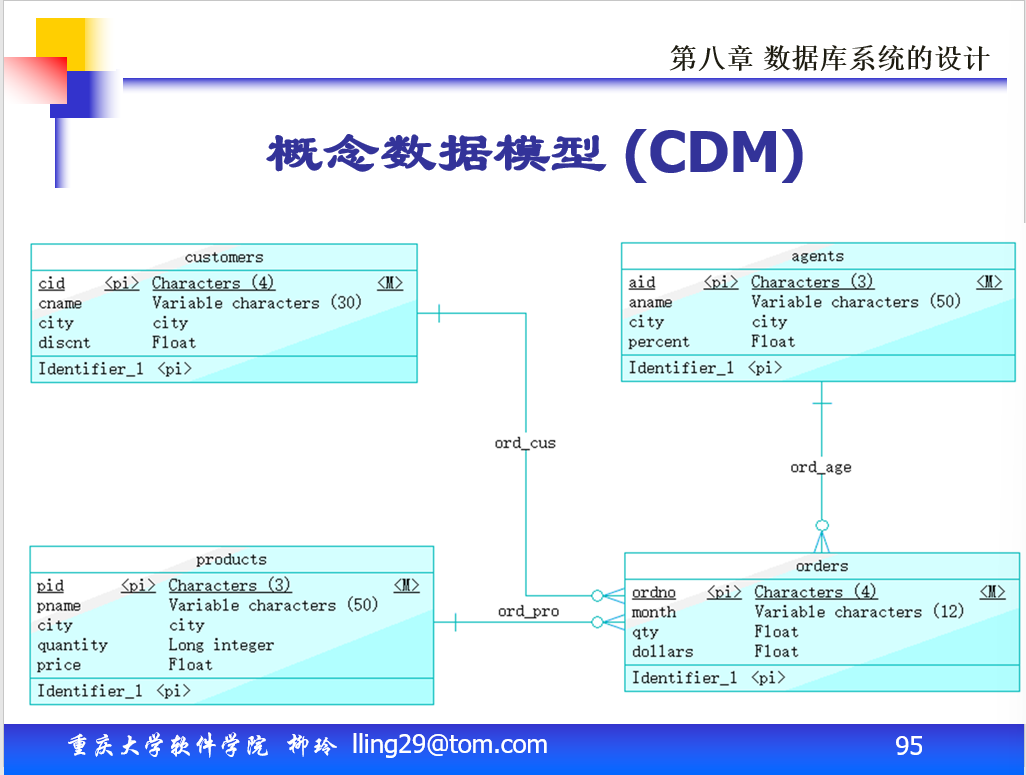 第八章 数据库系统的设计
概念数据模型 (CDM)
customers
cid <pi> Characters (4) <M>
cname Variable characters (30)
city city
discnt Float
Identifier_1 <pi>
agents
aid <pi> Characters (3) <M>
aname Variable characters (50)
city city
percent Float
Identifier_1 <pi>
ord_cus
ord_age
products
pid <pi> Characters (3) <M>
pname Variable characters (50)
city city
quantity Long integer
price Float
Identifier_1 <pi>
ord_pro
orders
ordno <pi> Characters (4) <M>
month Variable characters (12)
qty Float
dollars Float
Identifier_1 <pi>
重庆大学软件学院 柳玲 lling29@tom.com
95